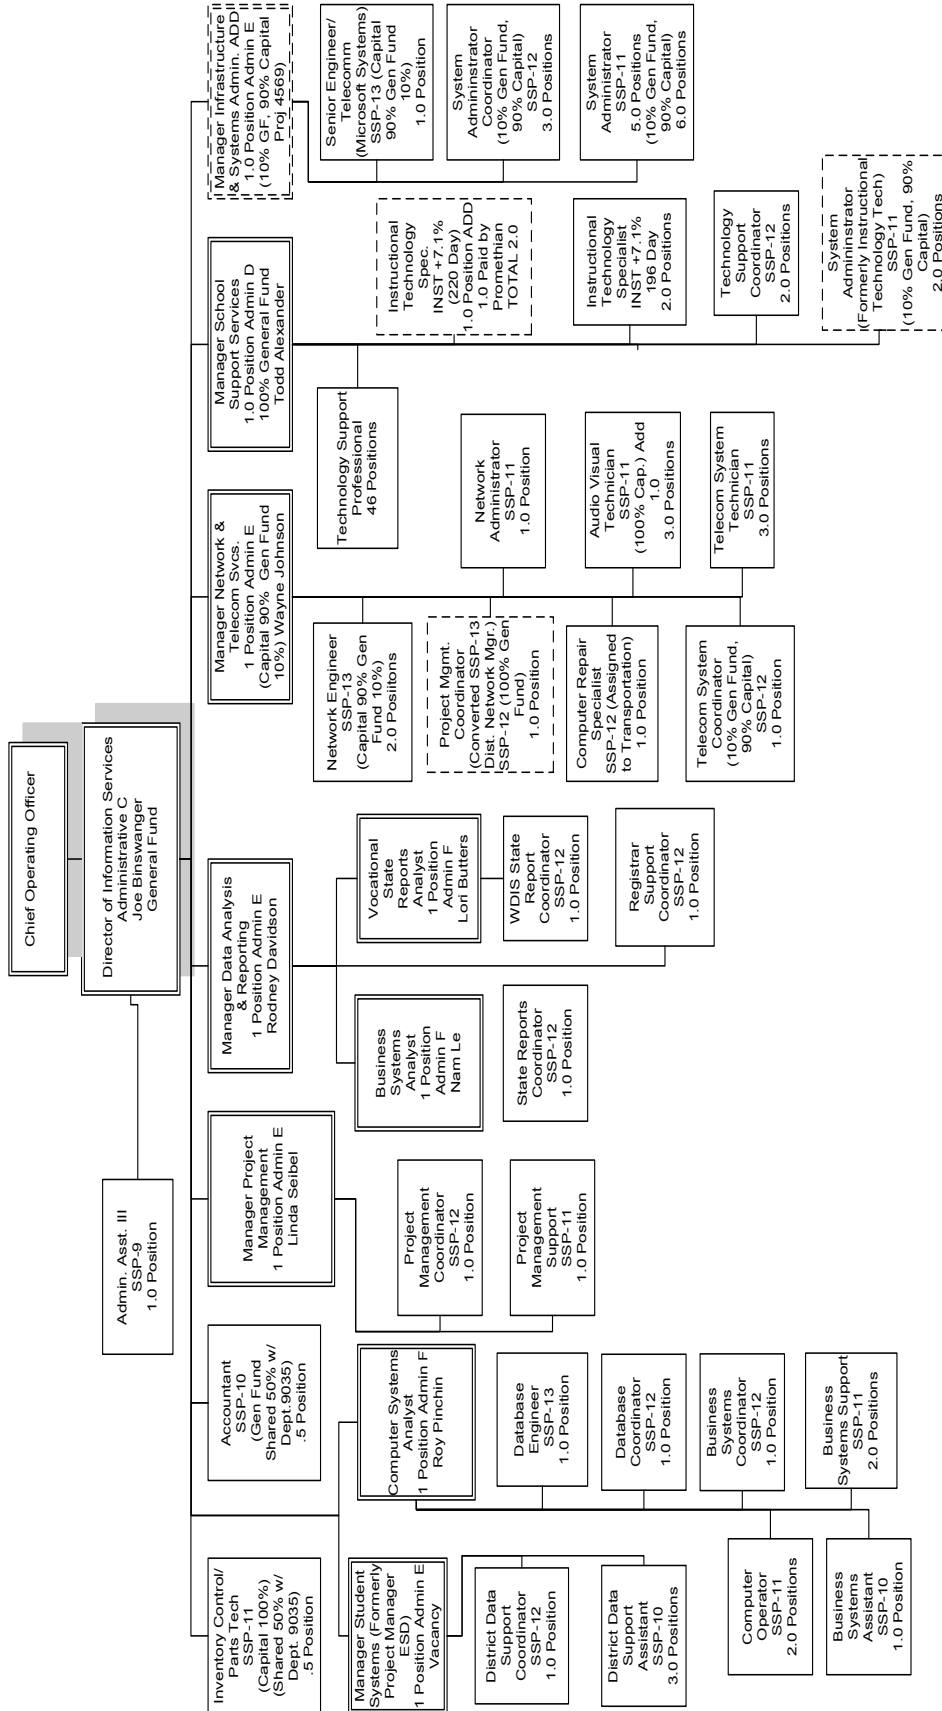 Chief Operating Officer
Director of Information Services
Administrative C
Joe Binswanger
General Fund
Admin. Asst. III
SSP-9
1.0 Position
Inventory Control/
Parts Tech
SSP-11
(Capital 100%)
(Shared 50% w/
Dept. 9035)
.5 Position
Accountant
SSP-10
(Gen Fund
Shared 50% w/
Dept.9035)
.5 Position
Manager Project
Management
1 Position Admin E
Linda Seibel
Manager Data Analysis
& Reporting
1 Position Admin E
Rodney Davidson
Manager Network &
Telecom Svcs.
1 Position Admin E
(Capital 90% Gen Fund
10%) Wayne Johnson
Manager School
Support Services
1.0 Position Admin D
100% General Fund
Todd Alexander
Manager Infrastructure
& Systems Admin. ADD
1.0 Position Admin E
(10% GF, 90% Capital
Proj 4569)
Manager Student
Systems (Formerly
Project Manager
ESD)
1 Position Admin E
Vacancy
District Data
Support
Coordinator
SSP-12
1.0 Position
District Data
Support
Assistant
SSP-10
3.0 Positions
Computer Systems
Analyst
1 Position Admin F
Roy Pinchin
Database
Engineer
SSP-13
1.0 Position
Database
Coordinator
SSP-12
1.0 Position
Business
Systems
Coordinator
SSP-12
1.0 Position
Business
Systems Support
SSP-11
2.0 Positions
Computer
Operator
SSP-11
2.0 Positions
Business
Systems
Assistant
SSP-10
1.0 Position
Project
Management
Coordinator
SSP-12
1.0 Position
Project
Management
Support
SSP-11
1.0 Position
Business
Systems
Analyst
1 Position
Admin F
Nam Le
State Reports
Coordinator
SSP-12
1.0 Position
Vocational
State
Reports
Analyst
1 Position
Admin F
Lori Butters
WDIS State
Report
Coordinator
SSP-12
1.0 Position
Registrar
Support
Coordinator
SSP-12
1.0 Position
Network Engineer
SSP-13
(Capital 90% Gen
Fund 10%)
2.0 Posiitons
Project Mgmt.
Coordinator
(Converted SSP-13
Dist. Network Mgr.)
SSP-12 (100% Gen
Fund)
1.0 Position
Computer Repair
Specialist
SSP-12 (Assigned
to Transportation)
1.0 Position
Telecom System
Coordinator
(10% Gen Fund,
90% Capital)
SSP-12
1.0 Position
Network
Administrator
SSP-11
1.0 Position
Audio Visual
Technician
SSP-11
(100% Cap.) Add
1.0
3.0 Positions
Telecom System
Technician
SSP-11
3.0 Positions
Technology Support
Professional
46 Positions
Instructional
Technology
Spec.
INST +7.1%
(220 Day)
1.0 Position ADD
1.0 Paid by
Promethian
TOTAL 2.0
Instructional
Technology
Specialist
INST +7.1%
196 Day
2.0 Positions
Technology
Support
Coordinator
SSP-12
2.0 Positions
System
Administrator
(Formerly Instructional
Technology Tech)
SSP-11
(10% Gen Fund, 90%
Capital)
2.0 Positions
Senior Engineer/
Telecomm
(Microsoft Systems)
SSP-13 (Capital
90% Gen Fund
10%)
1.0 Position
System
Admininstrator
Coordinator
(10% Gen Fund,
90% Capital)
SSP-12
3.0 Positions
System
Administrator
SSP-11
5.0 Positions
(10% Gen Fund,
90% Capital)
6.0 Positions